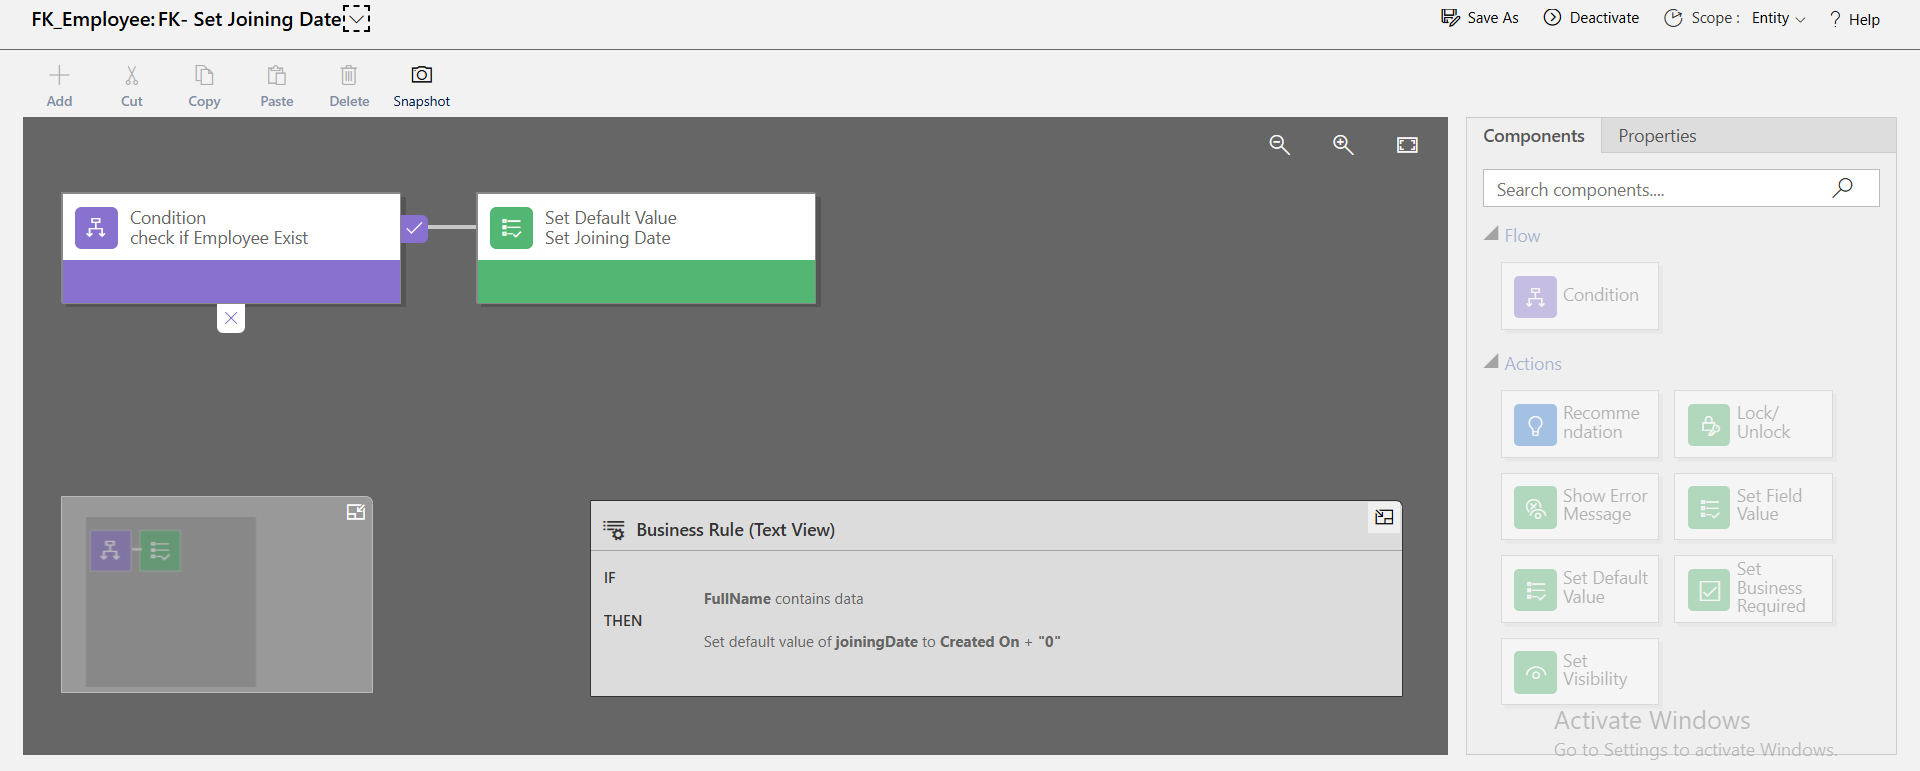 FK_Employee: FK- Set Joining Date
Save As
Deactivate
Scope :
Entity
? Help
Add
Cut
Copy
Paste
Delete
Snapshot
Condition
check if Employee Exist
Set Default Value
Set Joining Date
Business Rule (Text View)
IF
FullName contains data
THEN
Set default value of joiningDate to Created On + "0"
Components
Properties
Search components....
Flow
Condition
Actions
Recomme
ndation
Lock/
Unlock
Show Error
Message
Set Field
Value
Set Default
Value
Set
Business
Required
Set
Visibility
Activate Windows
Go to Settings to activate Windows.